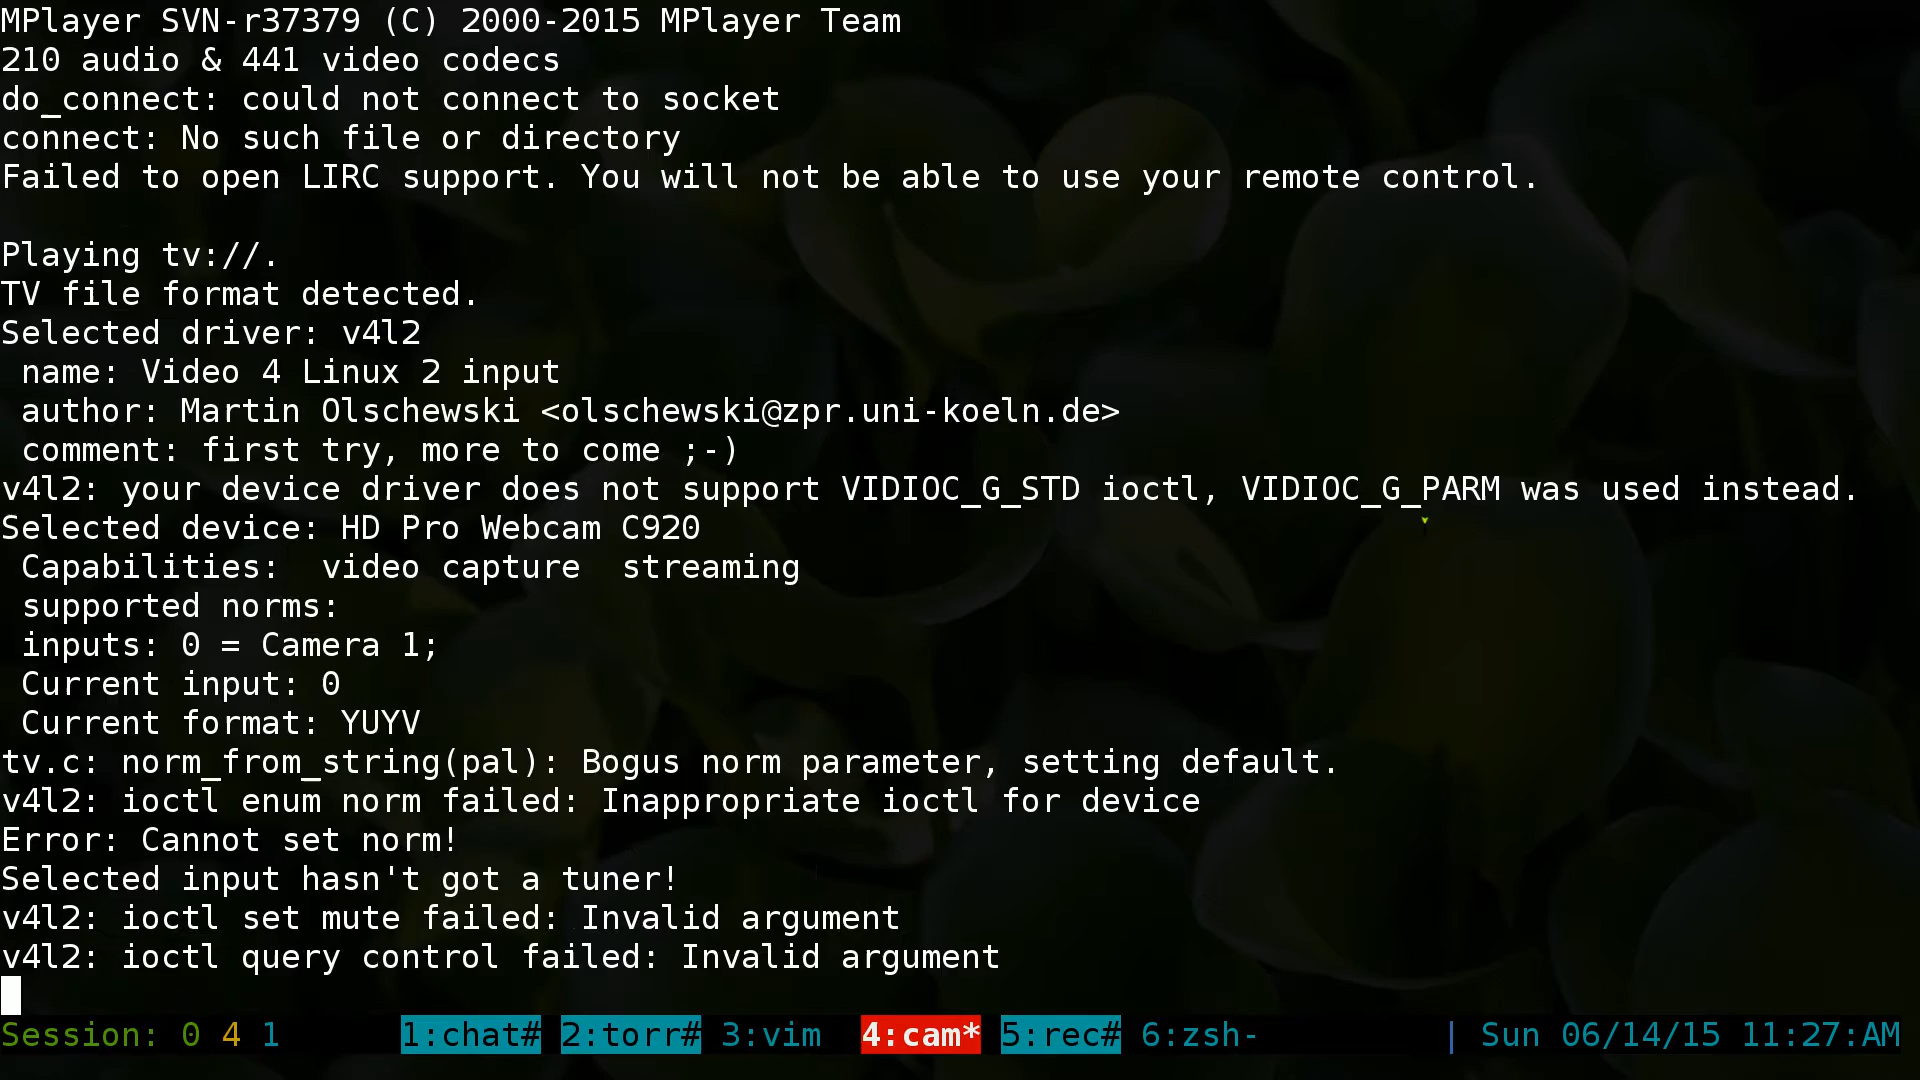 MPlayer SVN-r37379 (C) 2000-2015 MPlayer Team
210 audio & 441 video codecs
do_connect: could not connect to socket
connect: No such file or directory
Failed to open LIRC support. You will not be able to use your remote control.
Playing tv://.
TV file format detected.
Selected driver: v4l2
 name: Video 4 Linux 2 input
 author: Martin Olschewski <olschewski@zpr.uni-koeln.de>
 comment: first try, more to come ;-)
v4l2: your device driver does not support VIDIOC_G_STD ioctl, VIDIOC_G_PARM was used instead.
Selected device: HD Pro Webcam C920
 Capabilities:  video capture  streaming
 supported norms:
 inputs: 0 = Camera 1;
 Current input: 0
 Current format: YUYV
tv.c: norm_from_string(pal): Bogus norm parameter, setting default.
v4l2: ioctl enum norm failed: Inappropriate ioctl for device
Error: Cannot set norm!
Selected input hasn't got a tuner!
v4l2: ioctl set mute failed: Invalid argument
v4l2: ioctl query control failed: Invalid argument
Session: 0 4 1 1:chat# 2:torr# 3:vim 4:cam* 5:rec# 6:zsh- | Sun 06/14/15 11:27:AM